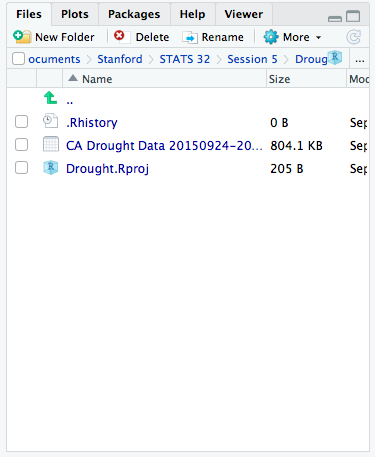 Files Plots Packages Help Viewer
New Folder Delete Rename More
ocuments Stanford STATS 32 Session 5 Droug R ...
Name Size Mod
..
.Rhistory 0 B Sep
CA Drought Data 20150924-20... 804.1 KB Sep
R Drought.Rproj 205 B Sep